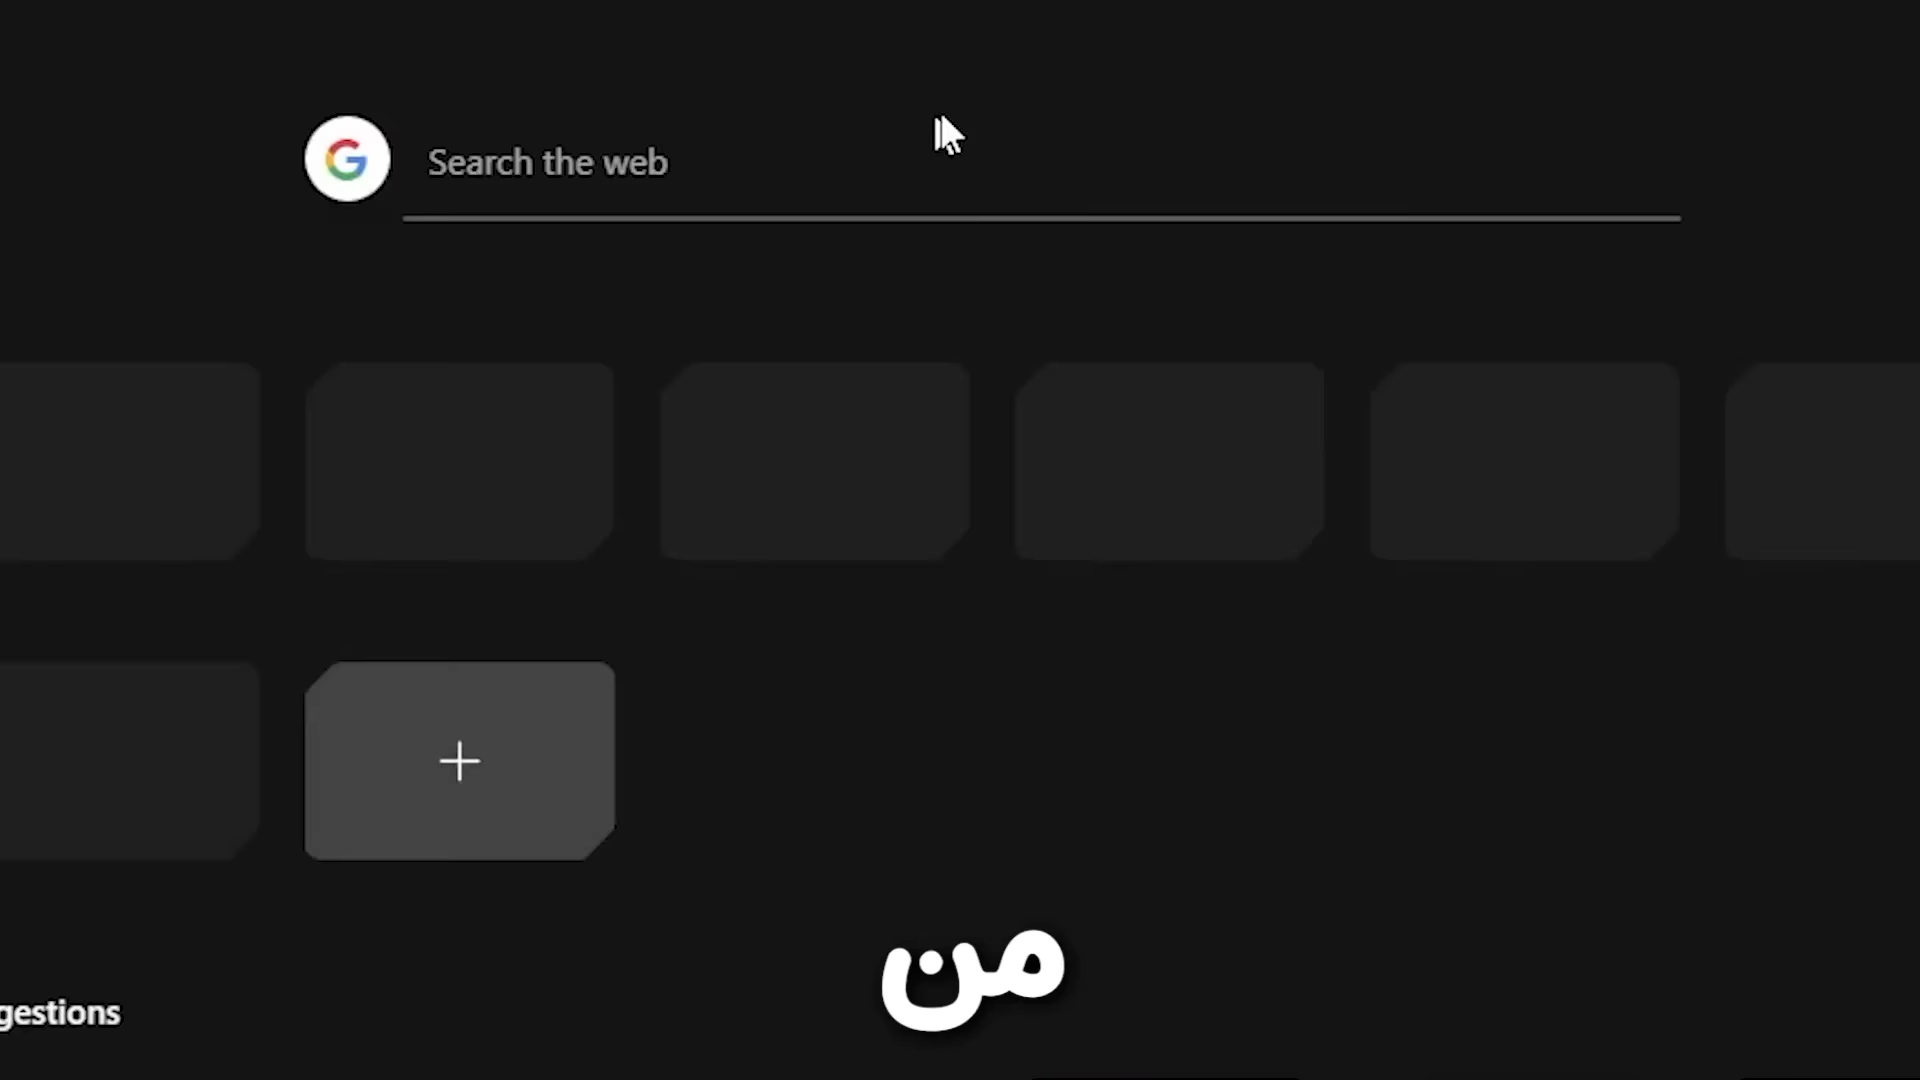 Search the web
من
gestions